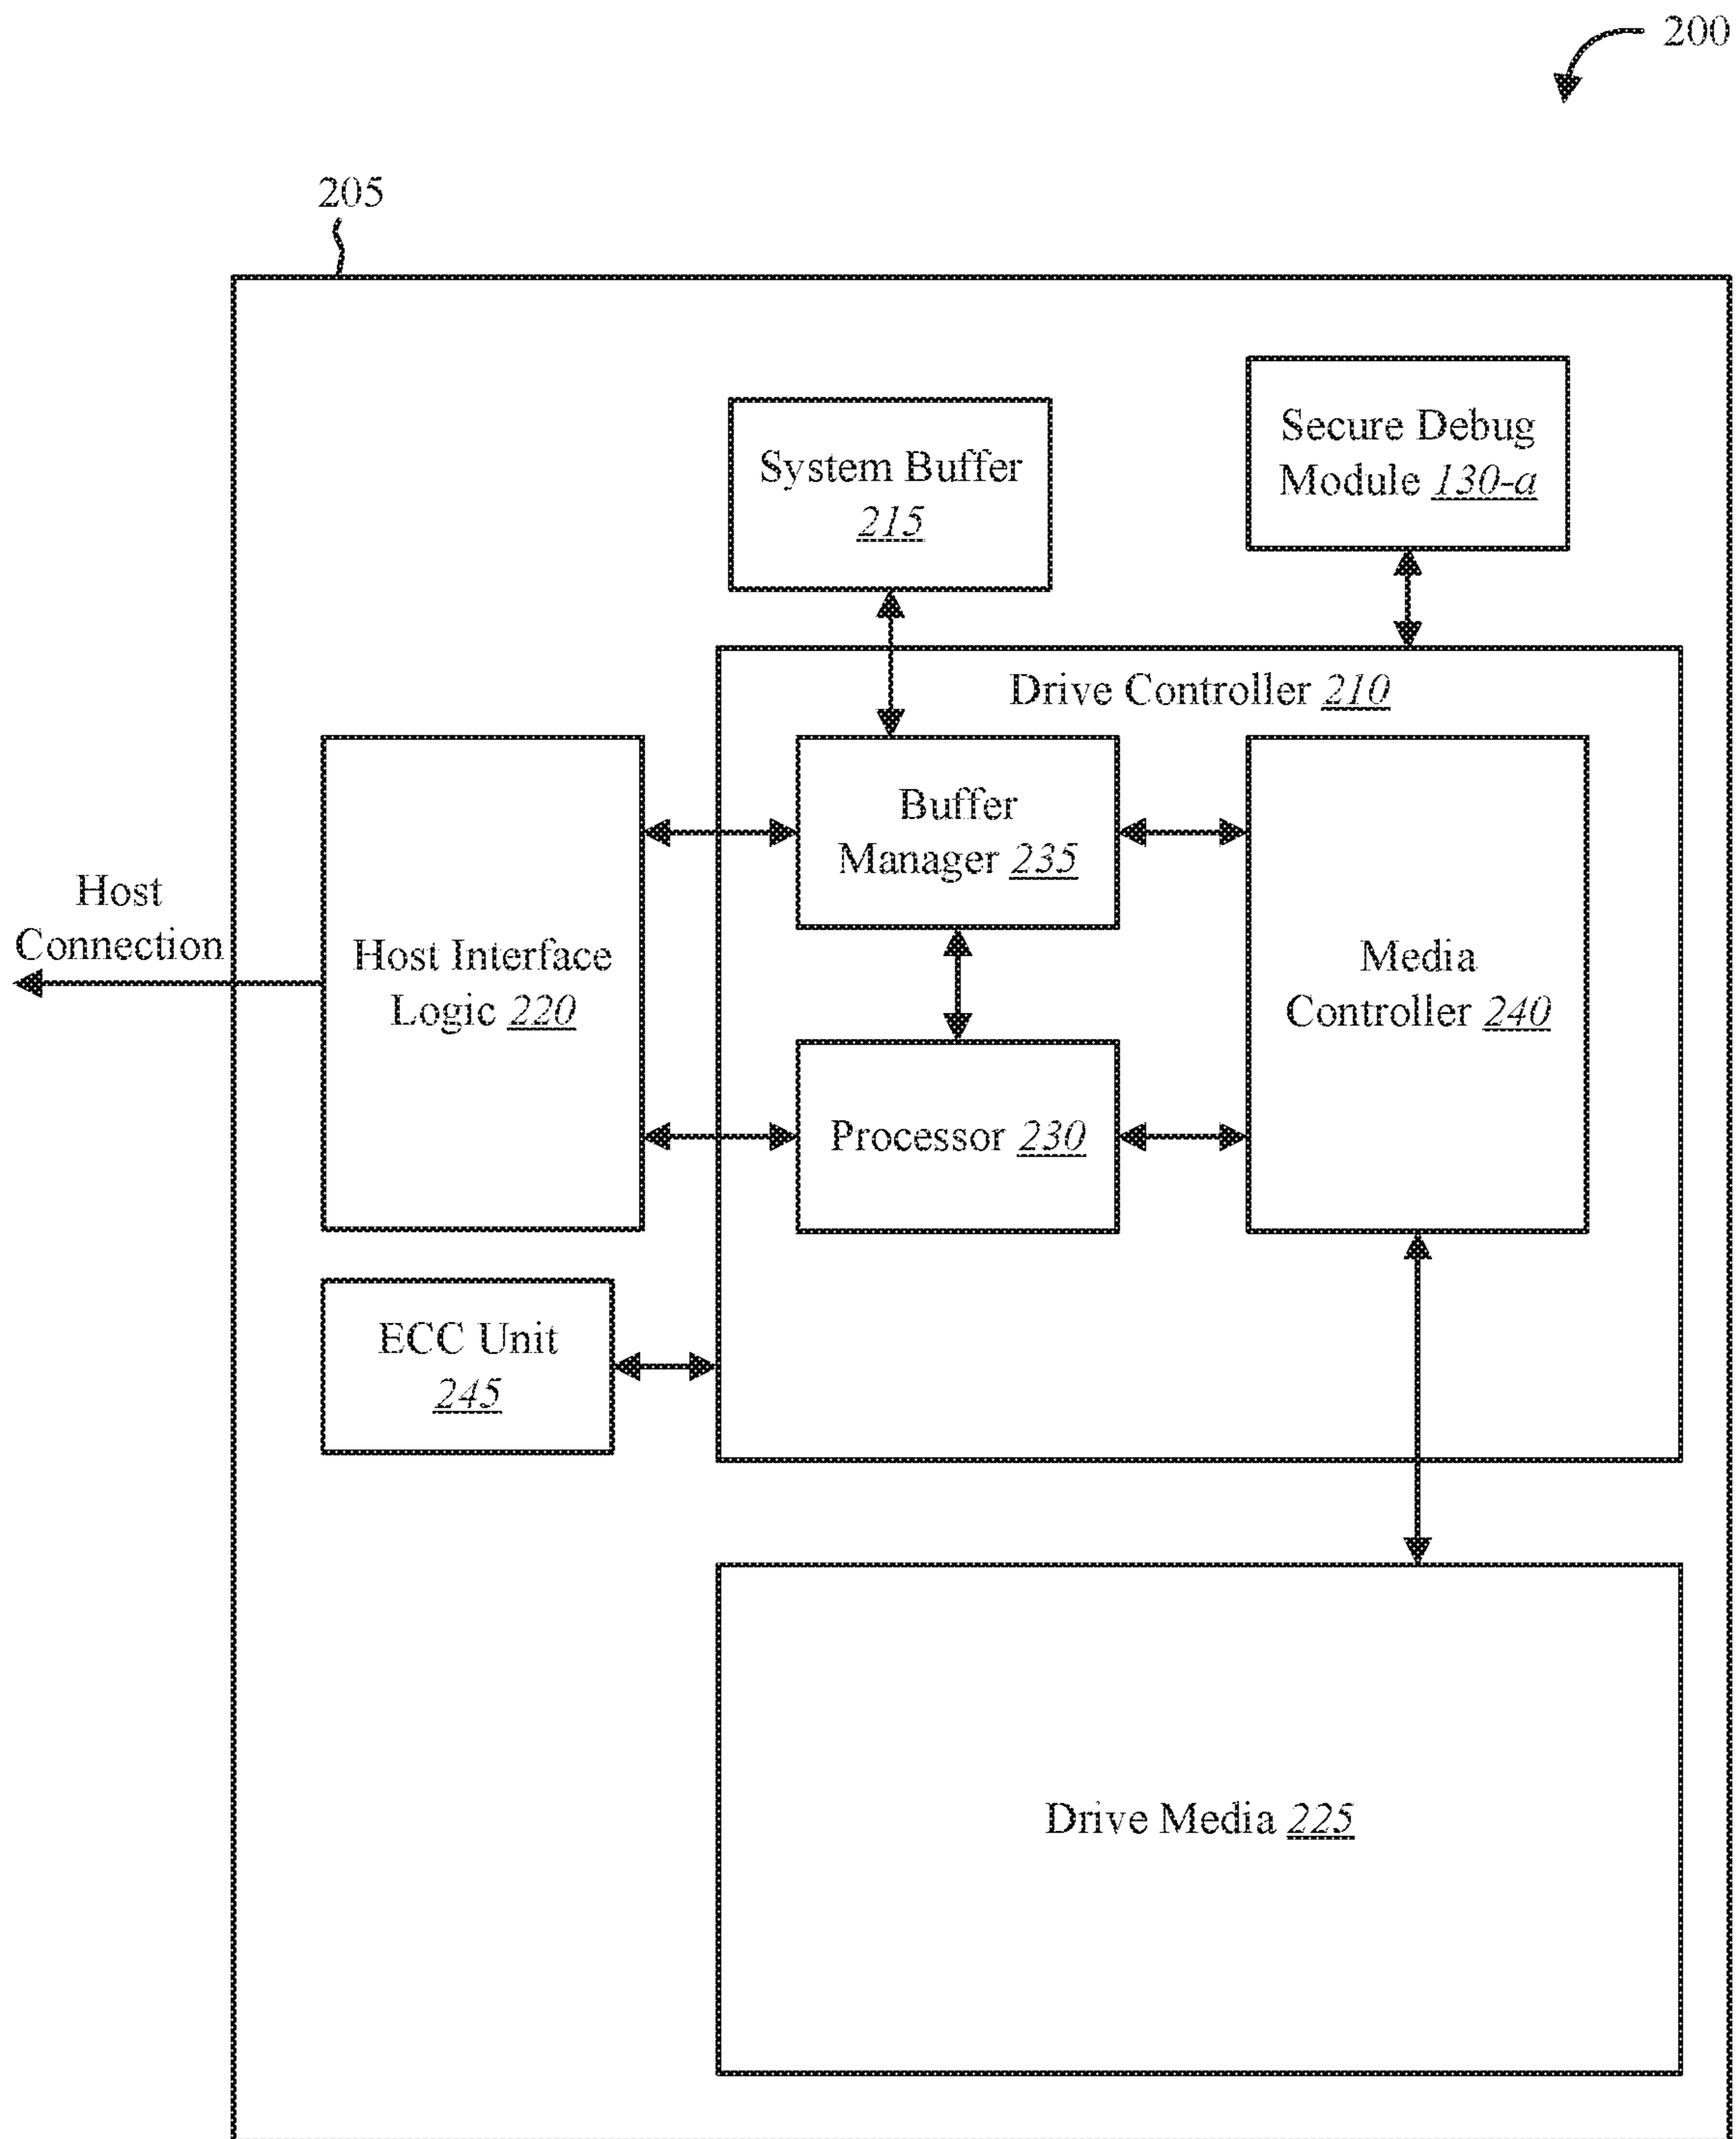 200
205
Secure Debug
Module 130-a
System Buffer
215
Drive Controller 210
Buffer
Manager 235
Host
Connection
Host Interface
Logic 220
Media
Controller 240
Processor 230
ECC Unit
245
Drive Media 225